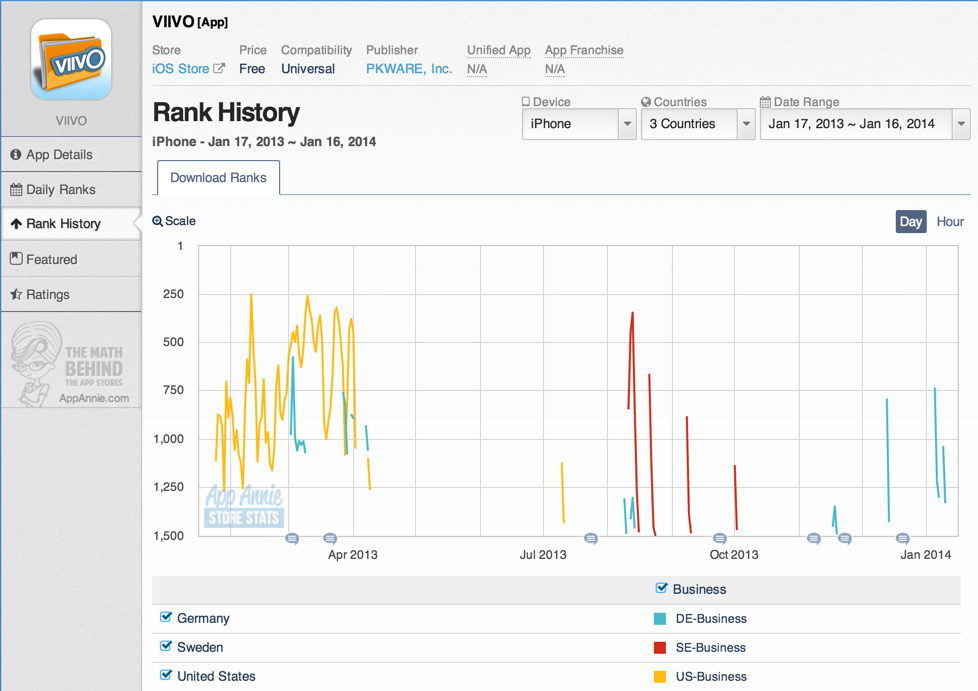 VIIVO [App]
VIIVO
Store Price Compatibility Publisher Unified App App Franchise
iOS Store Free Universal PKWARE, Inc. N/A N/A
VIIVO
Rank History
iPhone - Jan 17, 2013 ~ Jan 16, 2014
Device Countries Date Range
iPhone 3 Countries Jan 17, 2013 ~ Jan 16, 2014
App Details
Daily Ranks
Rank History
Featured
Ratings
THE MATH
BEHIND
THE APP STORES
AppAnnie.com
Download Ranks
Scale Day Hour
1
250
500
750
1,000
1,250
1,500
App Annie
STORE STATS
Apr 2013 Jul 2013 Oct 2013 Jan 2014
Business
Germany DE-Business
Sweden SE-Business
United States US-Business